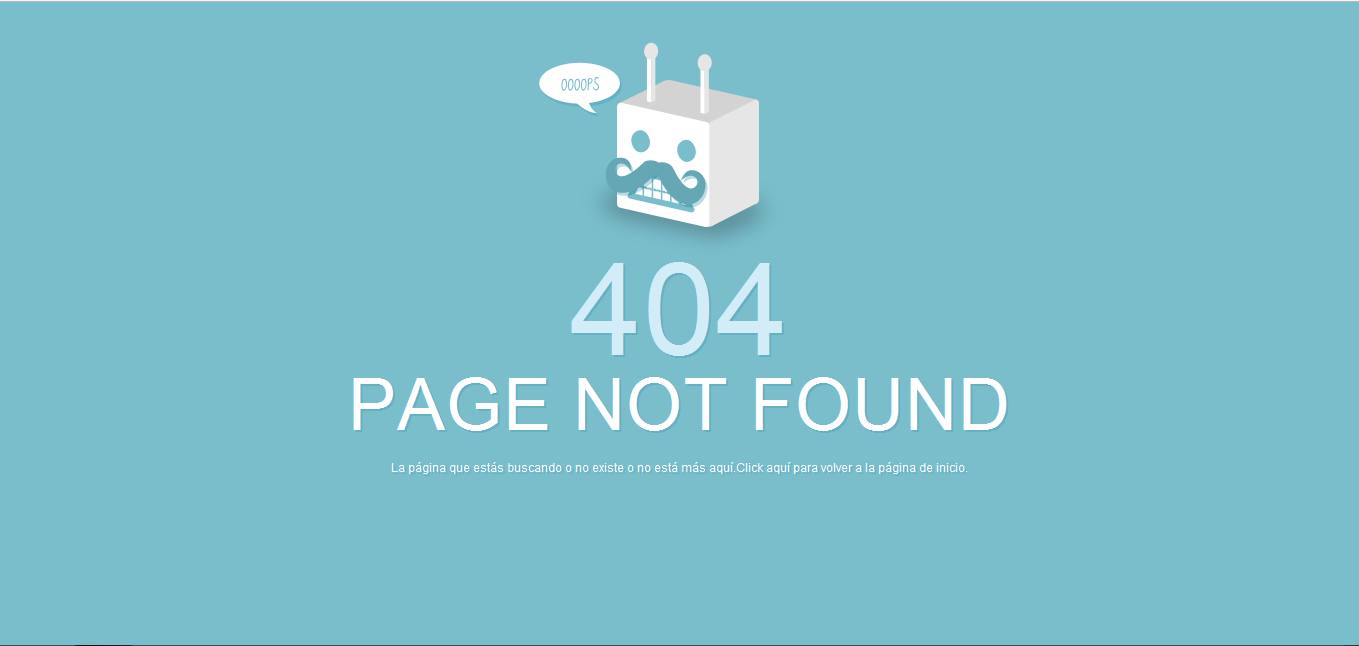 OOOOPS
404
PAGE NOT FOUND
La página que estás buscando o no existe o no está más aquí.Click aquí para volver a la página de inicio.